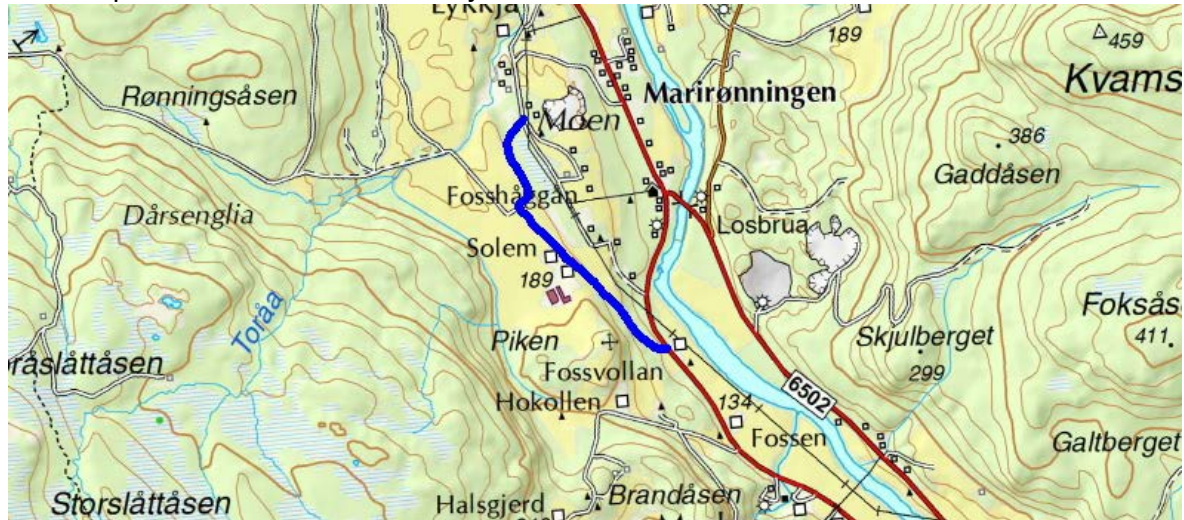 Lykkja
189
459
Kvams
Rønningsåsen
Marirønningen
Moen
386
Gaddåsen
Fosshåggån
Dårsenglia
Losbrua
Solem
189
Toråa
Foksås
Piken
Skjulberget
411
råslåttåsen
Fossvollan
299
Hokollen
6502
134
Fossen
Galtberget
Storslåttåsen
Halsgjerd
Brandåsen